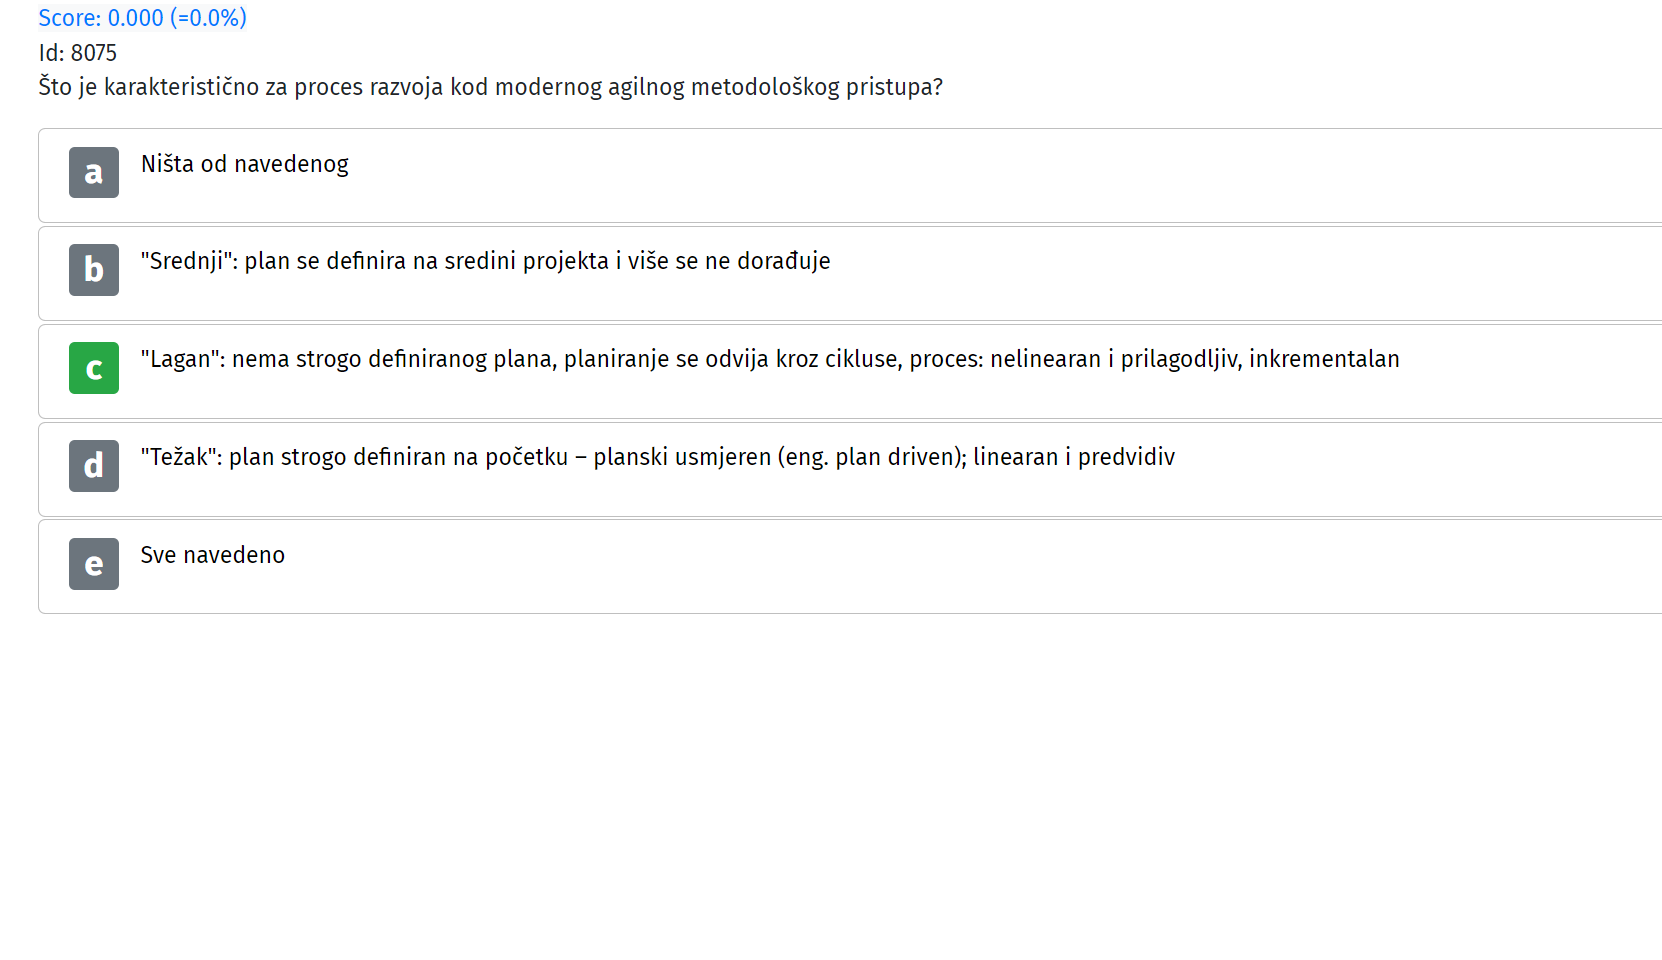 Score: 0.000 (=0.0%)
Id: 8075
Što je karakteristično za proces razvoja kod modernog agilnog metodološkog pristupa?
a Ništa od navedenog
b "Srednji": plan se definira na sredini projekta i više se ne dorađuje
c "Lagan": nema strogo definiranog plana, planiranje se odvija kroz cikluse, proces: nelinearan i prilagodljiv, inkrementalan
d "Težak": plan strogo definiran na početku – planski usmjeren (eng. plan driven); linearan i predvidiv
e Sve navedeno